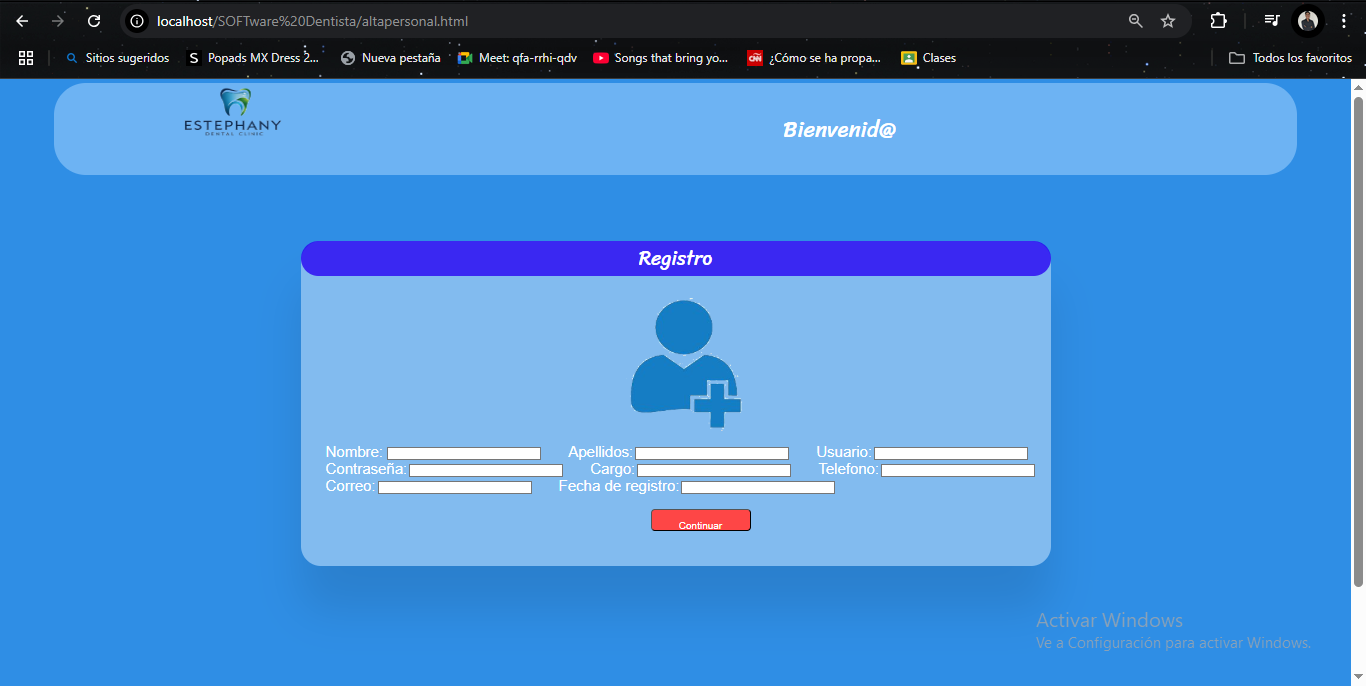 localhost/SOFTware%20Dentista/altapersonal.html
Sitios sugeridos
S Popads MX Dress 2...
Nueva pestaña
Meet: qfa-rrhi-qdv
Songs that bring yo...
CNN ¿Cómo se ha propa...
Clases
Todos los favoritos
ESTEPHANY
DENTAL CLINIC
Bienvenid@
Registro
Nombre: Apellidos: Usuario:
Contraseña: Cargo: Telefono:
Correo: Fecha de registro:
Continuar
Activar Windows
Ve a Configuración para activar Windows.